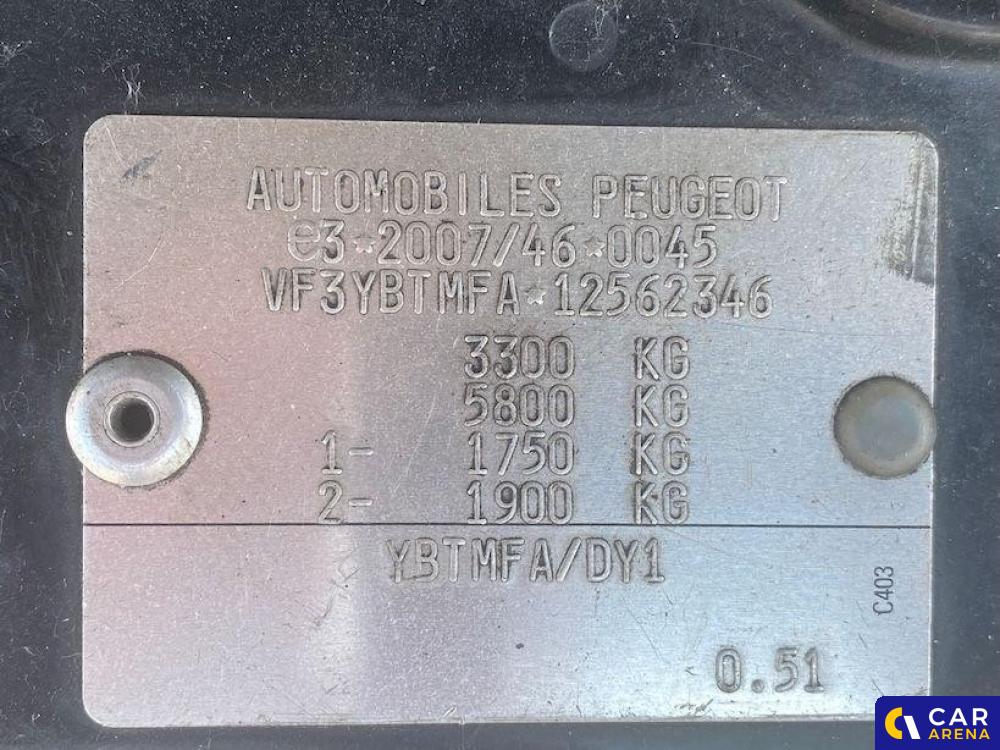 AUTOMOBILES PEUGEOT
e3*2007/46*0045
VF3YBTMFA*12562346
3300 KG
5800 KG
1- 1750 KG
2- 1900 KG
YBTMFA/DY1
C403
0.51
CAR
ARENA